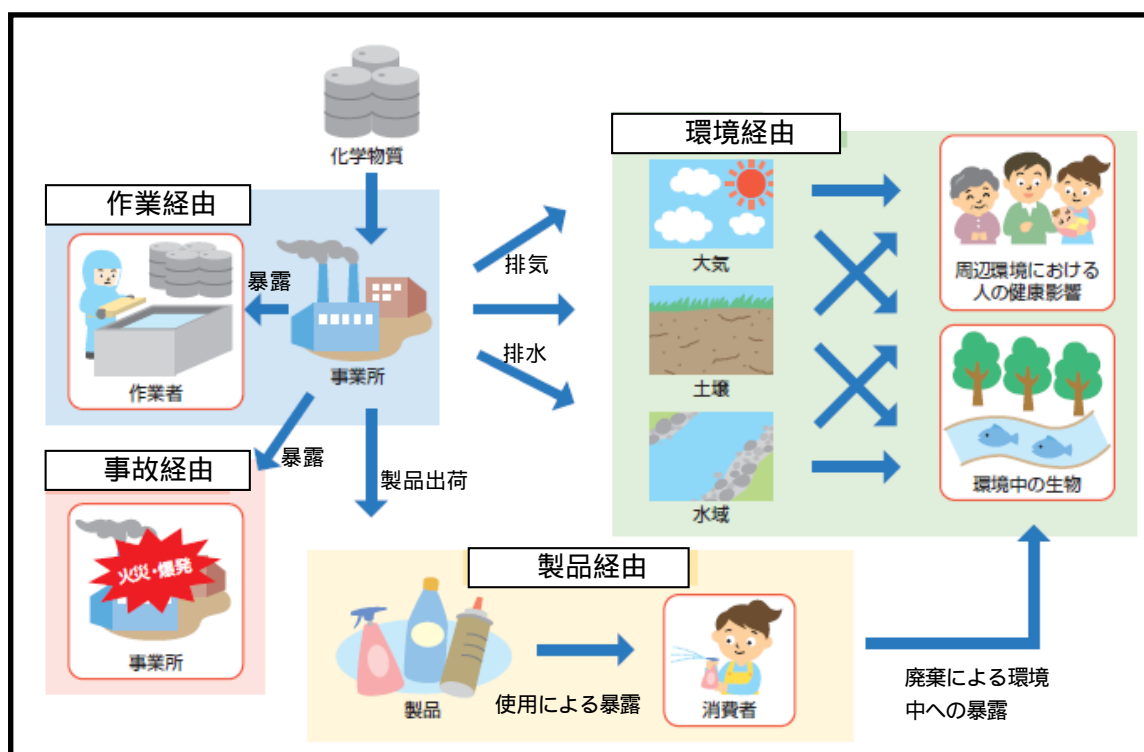 化学物質
作業経由
暴露
作業者
事業所
排気
排水
環境経由
大気
土壌
水域
周辺環境における
人の健康影響
環境中の生物
事故経由
暴露
火災・爆発
事業所
製品出荷
製品経由
製品
使用による暴露
消費者
廃棄による環境
中への暴露